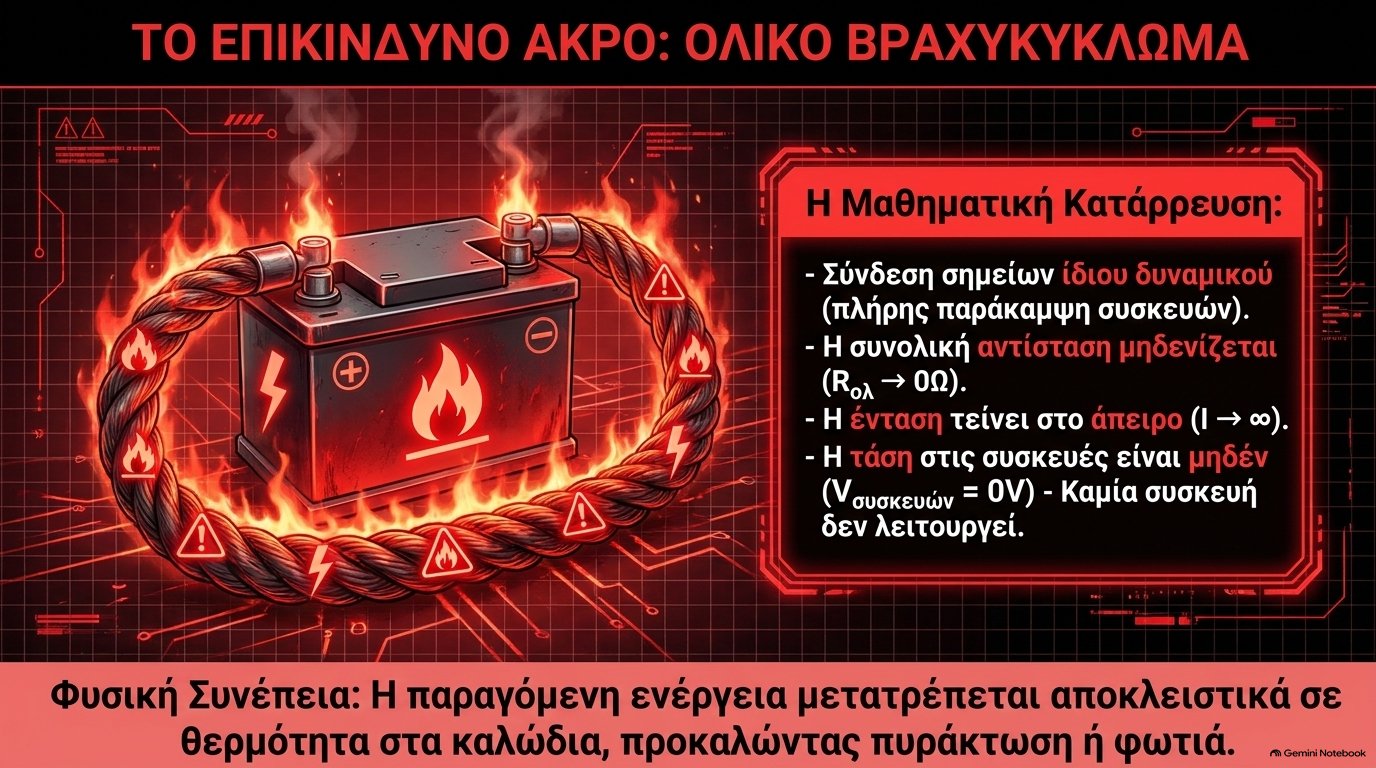 ΤΟ ΕΠΙΚΙΝΔΥΝΟ ΑΚΡΟ: ΟΛΙΚΟ ΒΡΑΧΥΚΥΚΛΩΜΑ
Η Μαθηματική Κατάρρευση:
- Σύνδεση σημείων ίδιου δυναμικού
(πλήρης παράκαμψη συσκευών).
- Η συνολική αντίσταση μηδενίζεται
(Rολ → 0Ω).
- Η ένταση τείνει στο άπειρο (I → ∞).
- Η τάση στις συσκευές είναι μηδέν
(Vσυσκευών = 0V) - Καμία συσκευή
δεν λειτουργεί.
+
−
Φυσική Συνέπεια: Η παραγόμενη ενέργεια μετατρέπεται αποκλειστικά σε
θερμότητα στα καλώδια, προκαλώντας πυράκτωση ή φωτιά.
Gemini Notebook